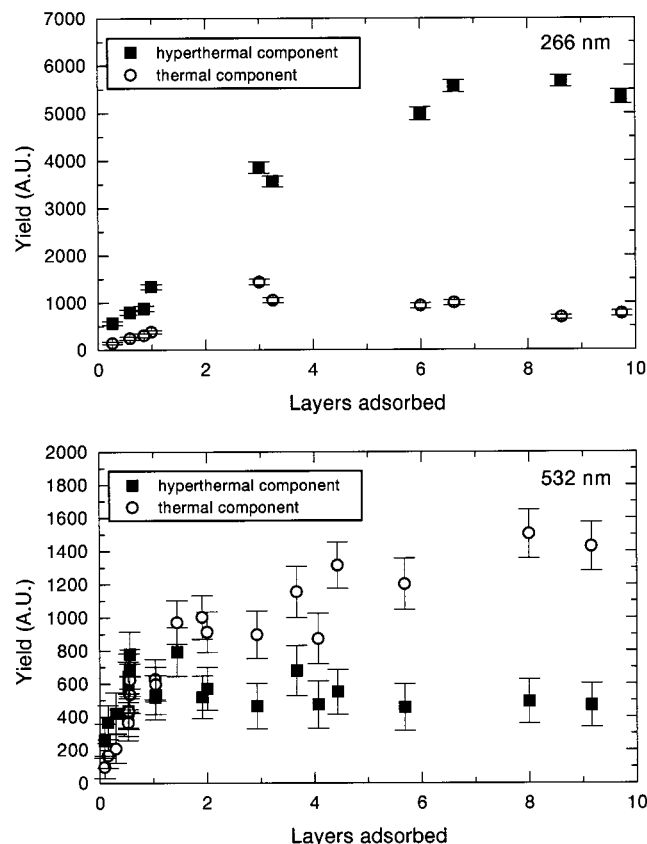 7000
6000
5000
4000
3000
2000
1000
0
Yield (A.U.)
hyperthermal component
thermal component
266 nm
0 2 4 6 8 10
Layers adsorbed
2000
1800
1600
1400
1200
1000
800
600
400
200
0
Yield (A.U.)
hyperthermal component
thermal component
532 nm
0 2 4 6 8 10
Layers adsorbed